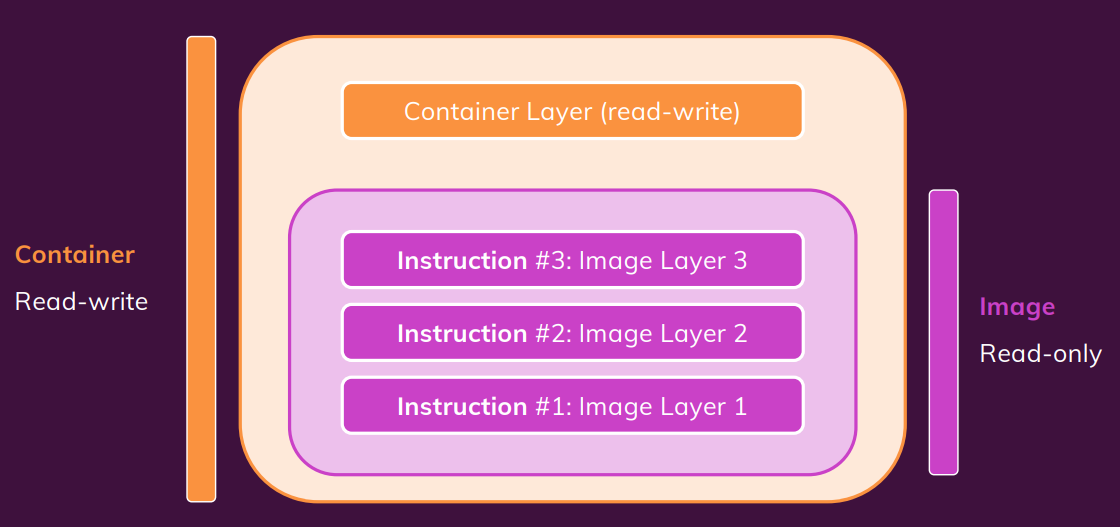 Container Layer (read-write)
Container
Read-write
Instruction #3: Image Layer 3
Instruction #2: Image Layer 2
Instruction #1: Image Layer 1
Image
Read-only